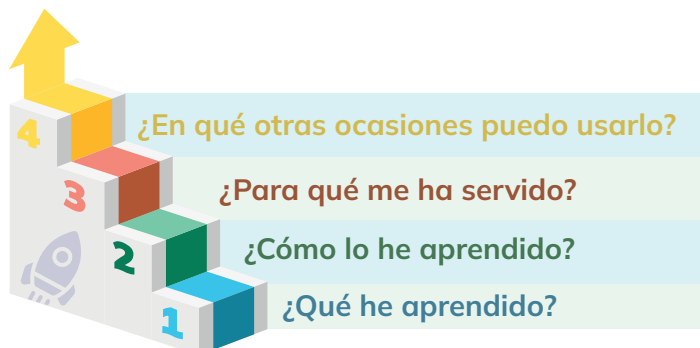 4 ¿En qué otras ocasiones puedo usarlo?
3 ¿Para qué me ha servido?
2 ¿Cómo lo he aprendido?
1 ¿Qué he aprendido?